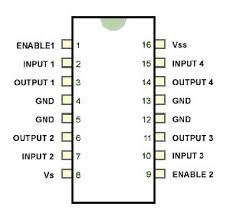 ENABLE1 1 16 Vss
INPUT 1 2 15 INPUT 4
OUTPUT 1 3 14 OUTPUT 4
GND 4 13 GND
GND 5 12 GND
OUTPUT 2 6 11 OUTPUT 3
INPUT 2 7 10 INPUT 3
Vs 8 9 ENABLE 2